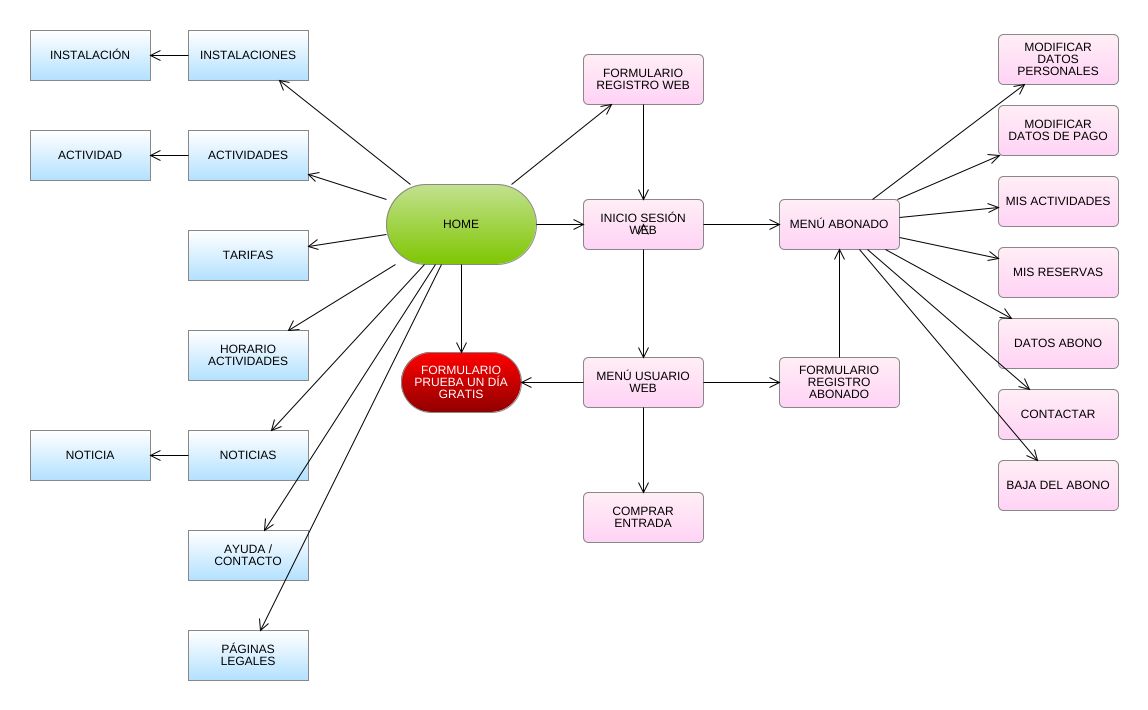 INSTALACIÓN
INSTALACIONES
ACTIVIDAD
ACTIVIDADES
TARIFAS
HORARIO
ACTIVIDADES
NOTICIA
NOTICIAS
AYUDA /
CONTACTO
PÁGINAS
LEGALES
HOME
FORMULARIO
PRUEBA UN DÍA
GRATIS
FORMULARIO
REGISTRO WEB
INICIO SESIÓN
WEB
MENÚ USUARIO
WEB
COMPRAR
ENTRADA
MENÚ ABONADO
FORMULARIO
REGISTRO
ABONADO
MODIFICAR
DATOS
PERSONALES
MODIFICAR
DATOS DE PAGO
MIS ACTIVIDADES
MIS RESERVAS
DATOS ABONO
CONTACTAR
BAJA DEL ABONO